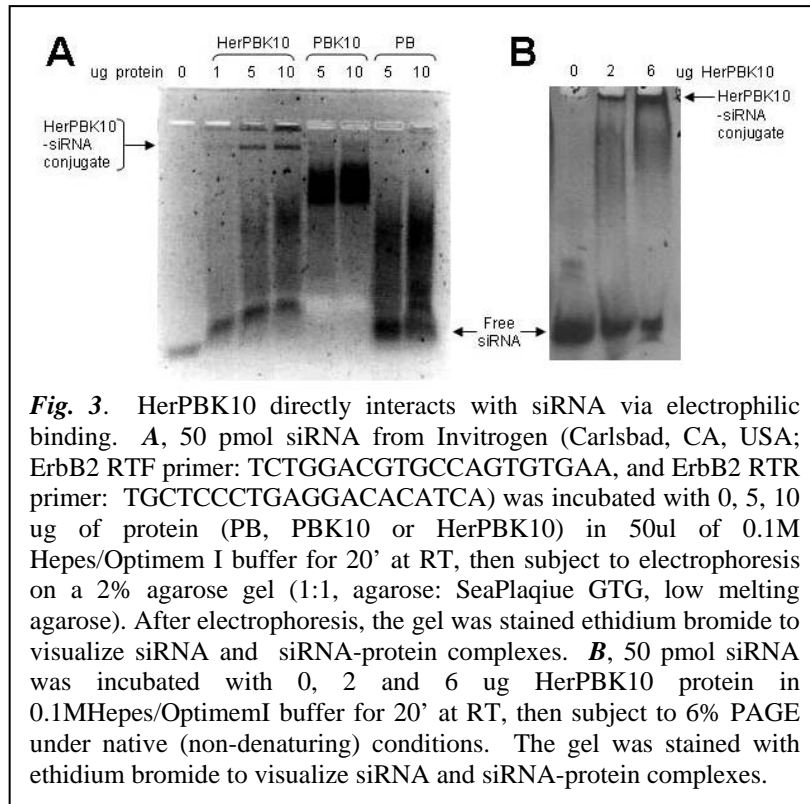 A
HerPBK10 PBK10 PB
ug protein 0 1 5 10 5 10 5 10
HerPBK10
-siRNA
conjugate
B
0 2 6 ug HerPBK10
HerPBK10
-siRNA
conjugate
Free
siRNA
Fig. 3. HerPBK10 directly interacts with siRNA via electrophilic
binding. A, 50 pmol siRNA from Invitrogen (Carlsbad, CA, USA;
ErbB2 RTF primer: TCTGGACGTGCCAGTGTGAA, and ErbB2 RTR
primer: TGCTCCCTGAGGACACATCA) was incubated with 0, 5, 10
ug of protein (PB, PBK10 or HerPBK10) in 50ul of 0.1M
Hepes/Optimem I buffer for 20' at RT, then subject to electrophoresis
on a 2% agarose gel (1:1, agarose: SeaPlaqiue GTG, low melting
agarose). After electrophoresis, the gel was stained ethidium bromide to
visualize siRNA and siRNA-protein complexes. B, 50 pmol siRNA
was incubated with 0, 2 and 6 ug HerPBK10 protein in
0.1MHepes/OptimemI buffer for 20' at RT, then subject to 6% PAGE
under native (non-denaturing) conditions. The gel was stained with
ethidium bromide to visualize siRNA and siRNA-protein complexes.